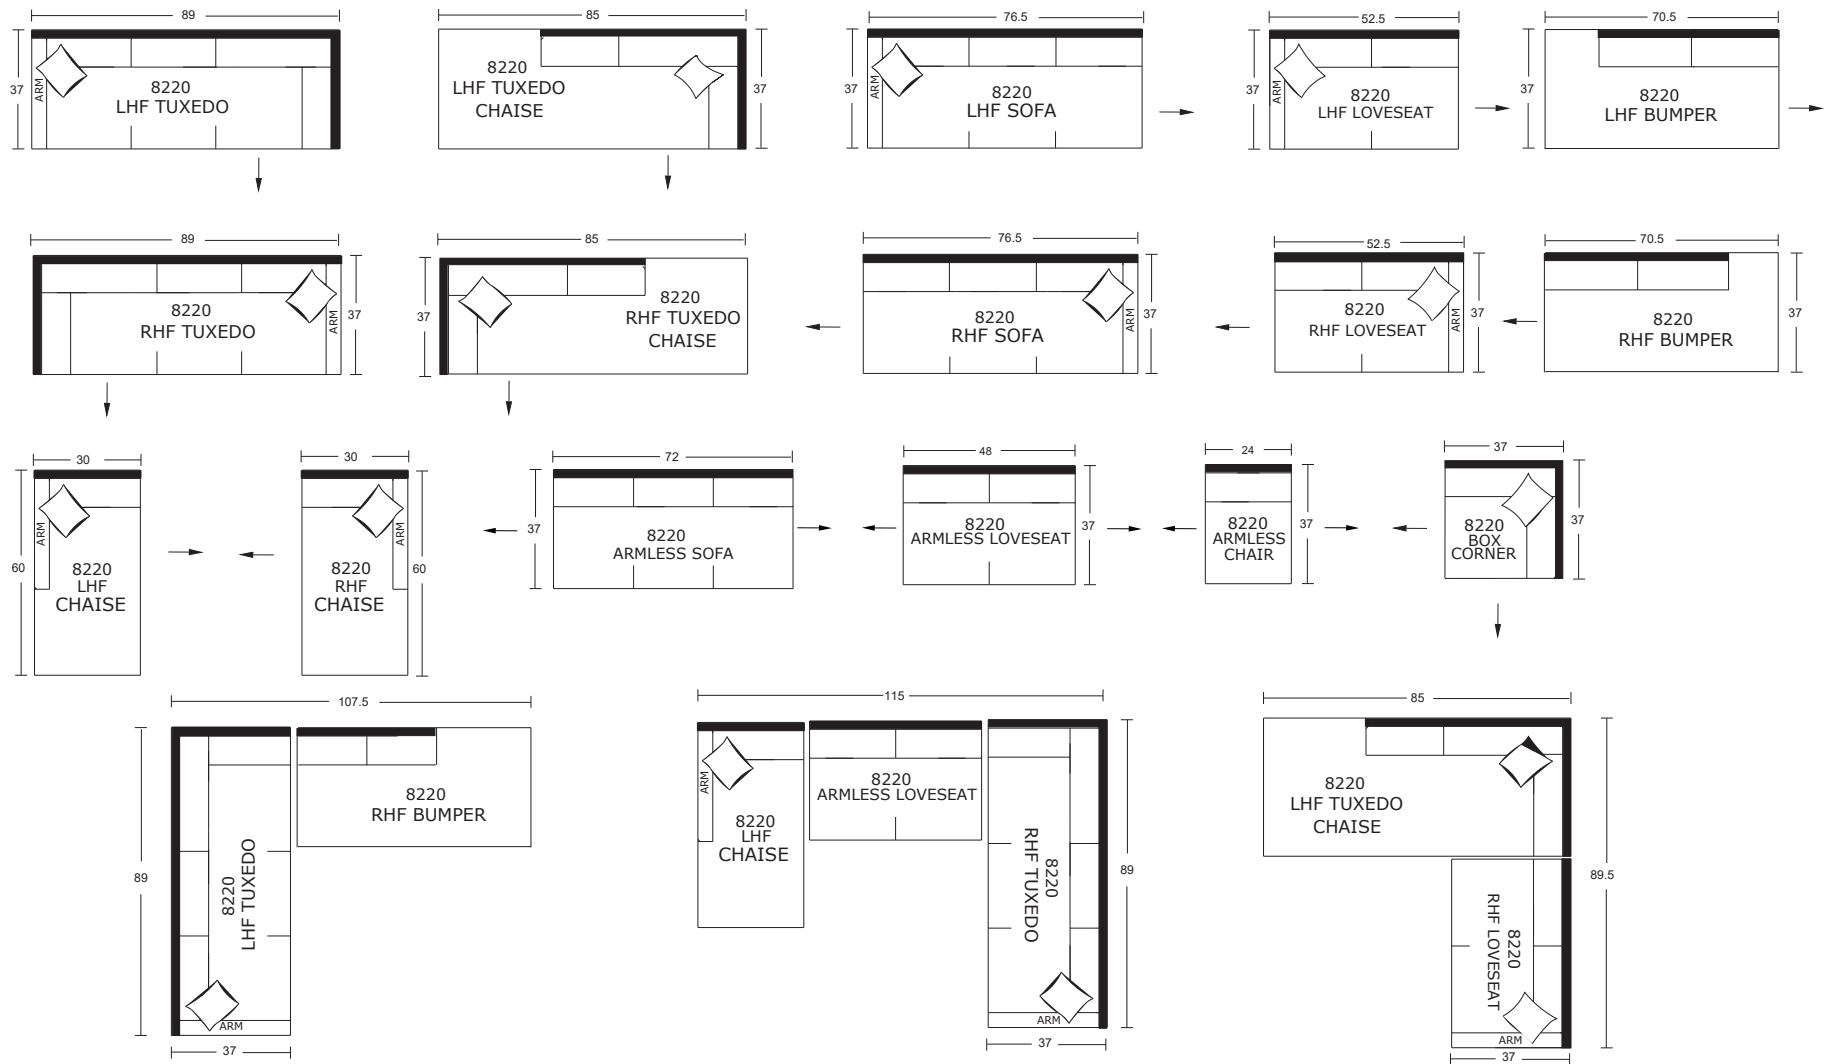 89
37
ARM
8220
LHF TUXEDO
85
8220
LHF TUXEDO
CHAISE
37
76.5
37
ARM
8220
LHF SOFA
52.5
37
ARM
8220
LHF LOVESEAT
70.5
37
8220
LHF BUMPER
89
8220
RHF TUXEDO
ARM
37
85
37
8220
RHF TUXEDO
CHAISE
76.5
8220
RHF SOFA
ARM
37
52.5
8220
RHF LOVESEAT
ARM
37
70.5
8220
RHF BUMPER
37
30
ARM
60
8220
LHF
CHAISE
30
ARM
8220
RHF
CHAISE
60
72
37
8220
ARMLESS SOFA
48
8220
ARMLESS LOVESEAT
37
24
8220
ARMLESS
CHAIR
37
37
8220
BOX
CORNER
37
107.5
89
8220
LHF TUXEDO
ARM
37
8220
RHF BUMPER
115
ARM
8220
LHF
CHAISE
8220
ARMLESS LOVESEAT
8220
RHF TUXEDO
ARM
89
37
85
8220
LHF TUXEDO
CHAISE
89.5
8220
RHF LOVESEAT
ARM
37